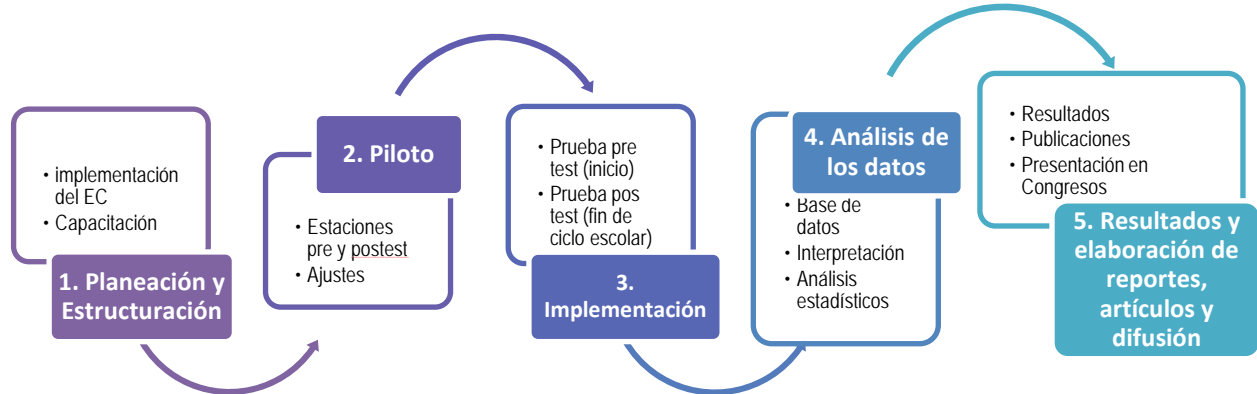 • implementación
del EC
• Capacitación
1. Planeación y
Estructuración
2. Piloto
• Estaciones
pre y postest
• Ajustes
• Prueba pre
test (inicio)
• Prueba pos
test (fin de
ciclo escolar)
3.
Implementación
4. Análisis de
los datos
• Base de
datos
• Interpretación
• Análisis
estadísticos
• Resultados
• Publicaciones
• Presentación en
Congresos
5. Resultados y
elaboración de
reportes,
artículos y
difusión